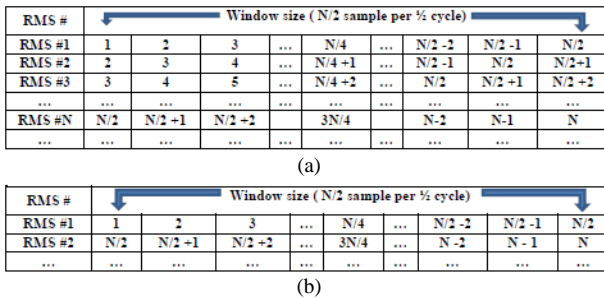 RMS # Window size ( N/2 sample per ½ cycle)
RMS #1 1 2 3 ... N/4 ... N/2 -2 N/2 -1 N/2
RMS #2 2 3 4 ... N/4 +1 ... N/2 -1 N/2 N/2+1
RMS #3 3 4 5 ... N/4 +2 ... N/2 N/2 +1 N/2 +2
... ... ... ... ... ... ... ... ...
RMS #N N/2 N/2 +1 N/2 +2 ... 3N/4 ... N-2 N-1 N
... ... ... ... ... ... ... ... ...
(a)
RMS # Window size ( N/2 sample per ½ cycle)
RMS #1 1 2 3 ... N/4 ... N/2 -2 N/2 -1 N/2
RMS #2 N/2 N/2 +1 N/2 +2 ... 3N/4 ... N -2 N - 1 N
... ... ... ... ... ... ... ... ... ...
(b)